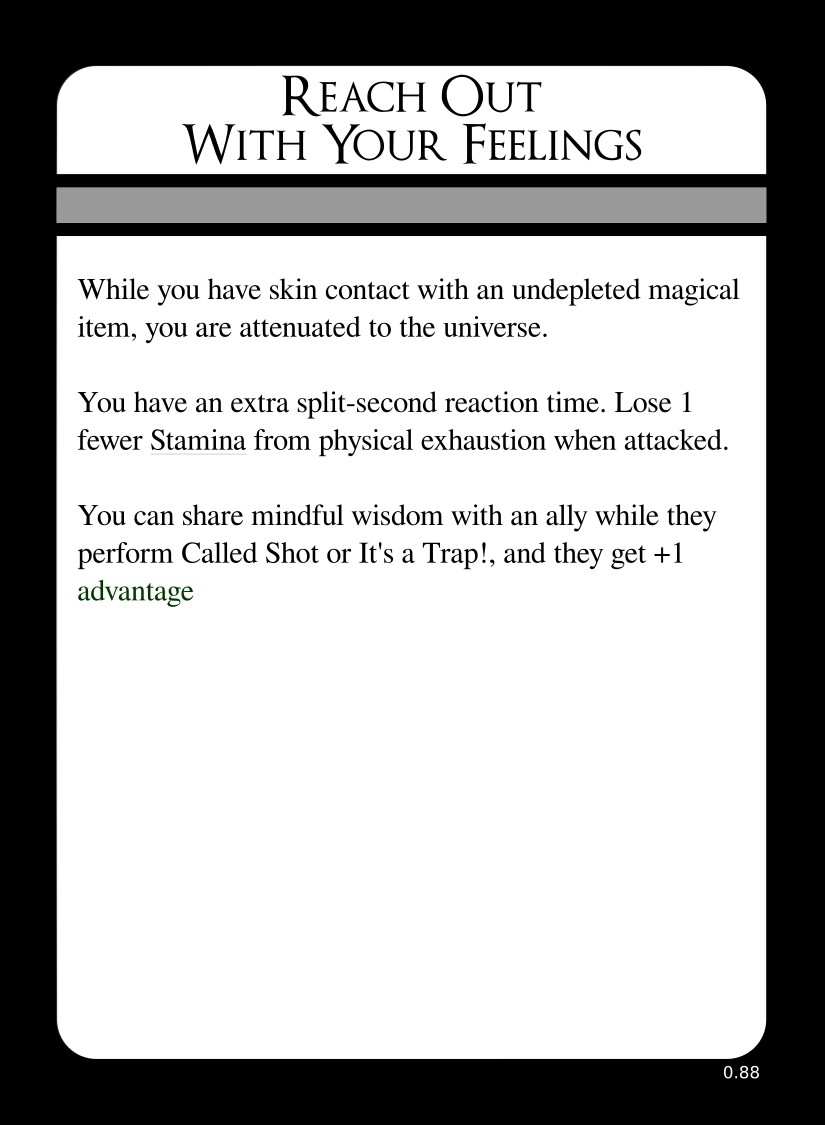 Reach Out
With Your Feelings
While you have skin contact with an undepleted magical
item, you are attenuated to the universe.
You have an extra split-second reaction time. Lose 1
fewer Stamina from physical exhaustion when attacked.
You can share mindful wisdom with an ally while they
perform Called Shot or It's a Trap!, and they get +1
advantage
0.88